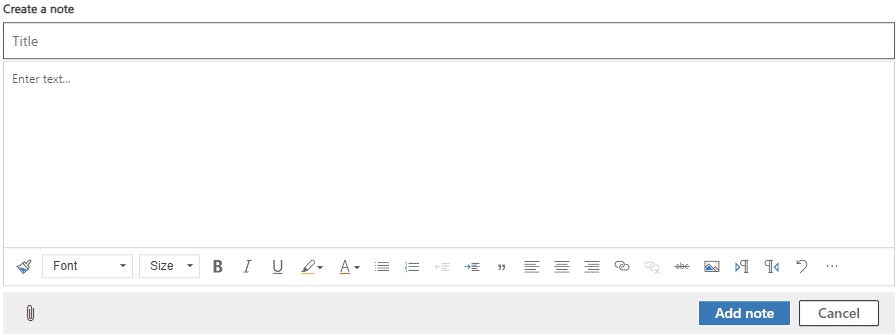 Create a note
Title
Enter text...
Font Size B I U A abc
Add note Cancel